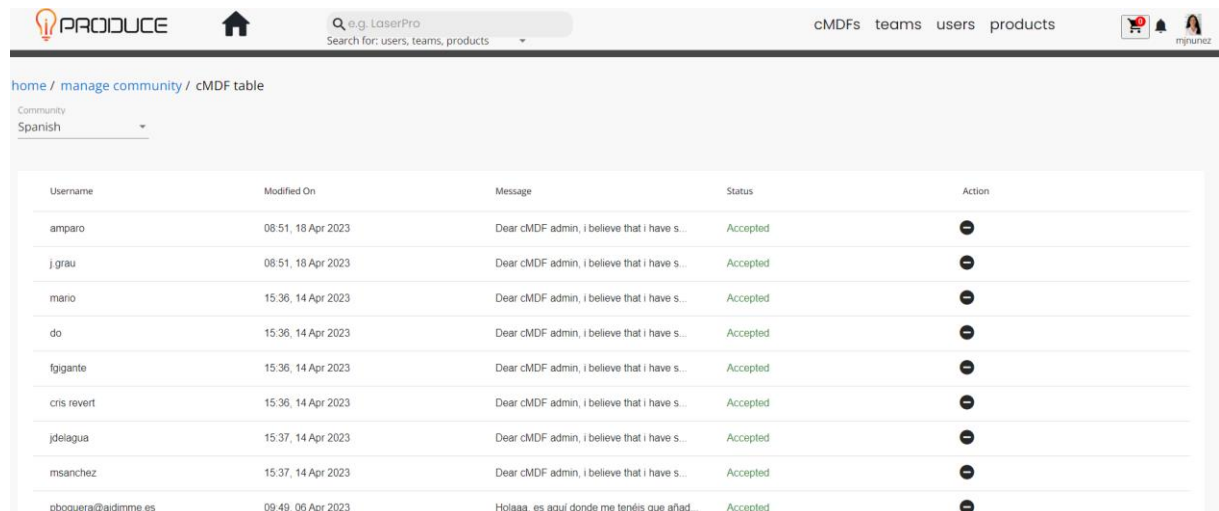 iPRODUCE
e.g. LaserPro
Search for: users, teams, products
cMDFs teams users products
0
mjnunez
home / manage community / cMDF table
Community
Spanish
Username Modified On Message Status Action
amparo 08:51, 18 Apr 2023 Dear cMDF admin, i believe that i have s... Accepted
j.grau 08:51, 18 Apr 2023 Dear cMDF admin, i believe that i have s... Accepted
mario 15:36, 14 Apr 2023 Dear cMDF admin, i believe that i have s... Accepted
do 15:36, 14 Apr 2023 Dear cMDF admin, i believe that i have s... Accepted
fgigante 15:36, 14 Apr 2023 Dear cMDF admin, i believe that i have s... Accepted
cris revert 15:36, 14 Apr 2023 Dear cMDF admin, i believe that i have s... Accepted
jdelagua 15:37, 14 Apr 2023 Dear cMDF admin, i believe that i have s... Accepted
msanchez 15:37, 14 Apr 2023 Dear cMDF admin, i believe that i have s... Accepted
pboquera@aidimme.es 09:49, 06 Apr 2023 Holaaa, es aquí donde me tenéis que añad... Accepted